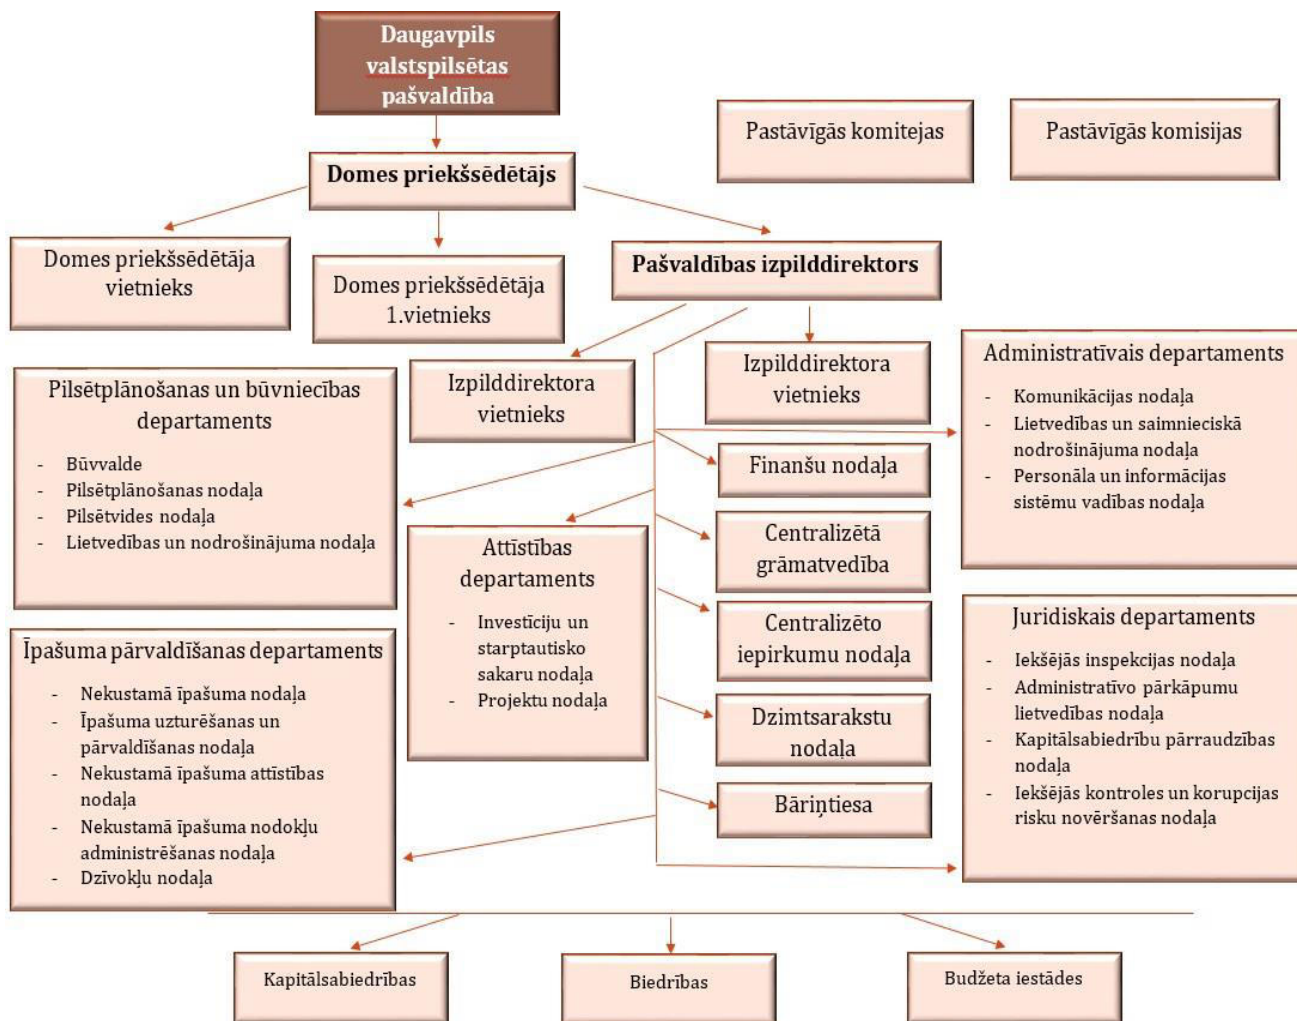 Daugavpils
valstspilsētas
pašvaldība
Pastāvīgās komitejas
Pastāvīgās komisijas
Domes priekšsēdētājs
Domes priekšsēdētāja
vietnieks
Domes priekšsēdētāja
1.vietnieks
Pašvaldības izpilddirektors
Izpilddirektora
vietnieks
Izpilddirektora
vietnieks
Pilsētplānošanas un būvniecības
departaments
- Būvvalde
- Pilsētplānošanas nodaļa
- Pilsētvides nodaļa
- Lietvedības un nodrošinājuma nodaļa
Administratīvais departaments
- Komunikācijas nodaļa
- Lietvedības un saimnieciskā
nodrošinājuma nodaļa
- Personāla un informācijas
sistēmu vadības nodaļa
Finanšu nodaļa
Centralizētā
grāmatvedība
Centralizēto
iepirkumu nodaļa
Dzimtsarakstu
nodaļa
Bāriņtiesa
Attīstības
departaments
- Investīciju un
starptautisko
sakaru nodaļa
- Projektu nodaļa
Īpašuma pārvaldīšanas departaments
- Nekustamā īpašuma nodaļa
- Īpašuma uzturēšanas un
pārvaldīšanas nodaļa
- Nekustamā īpašuma attīstības
nodaļa
- Nekustamā īpašuma nodokļu
administrēšanas nodaļa
- Dzīvokļu nodaļa
Juridiskais departaments
- Iekšējās inspekcijas nodaļa
- Administratīvo pārkāpumu
lietvedības nodaļa
- Kapitālsabiedrību pārraudzības
nodaļa
- Iekšējās kontroles un korupcijas
risku novēršanas nodaļa
Kapitālsabiedrības
Biedrības
Budžeta iestādes